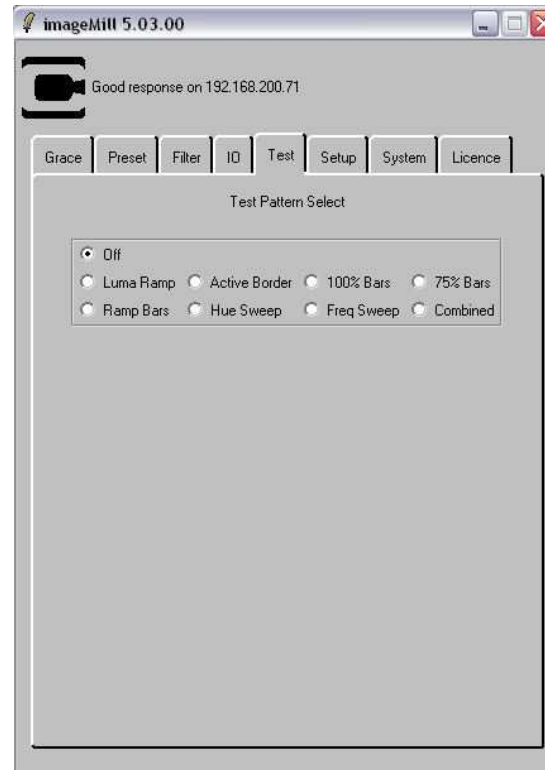 imageMill 5.03.00
Good response on 192.168.200.71
Grace Preset Filter IO Test Setup System Licence
Test Pattern Select
Off
Luma Ramp Active Border 100% Bars 75% Bars
Ramp Bars Hue Sweep Freq Sweep Combined